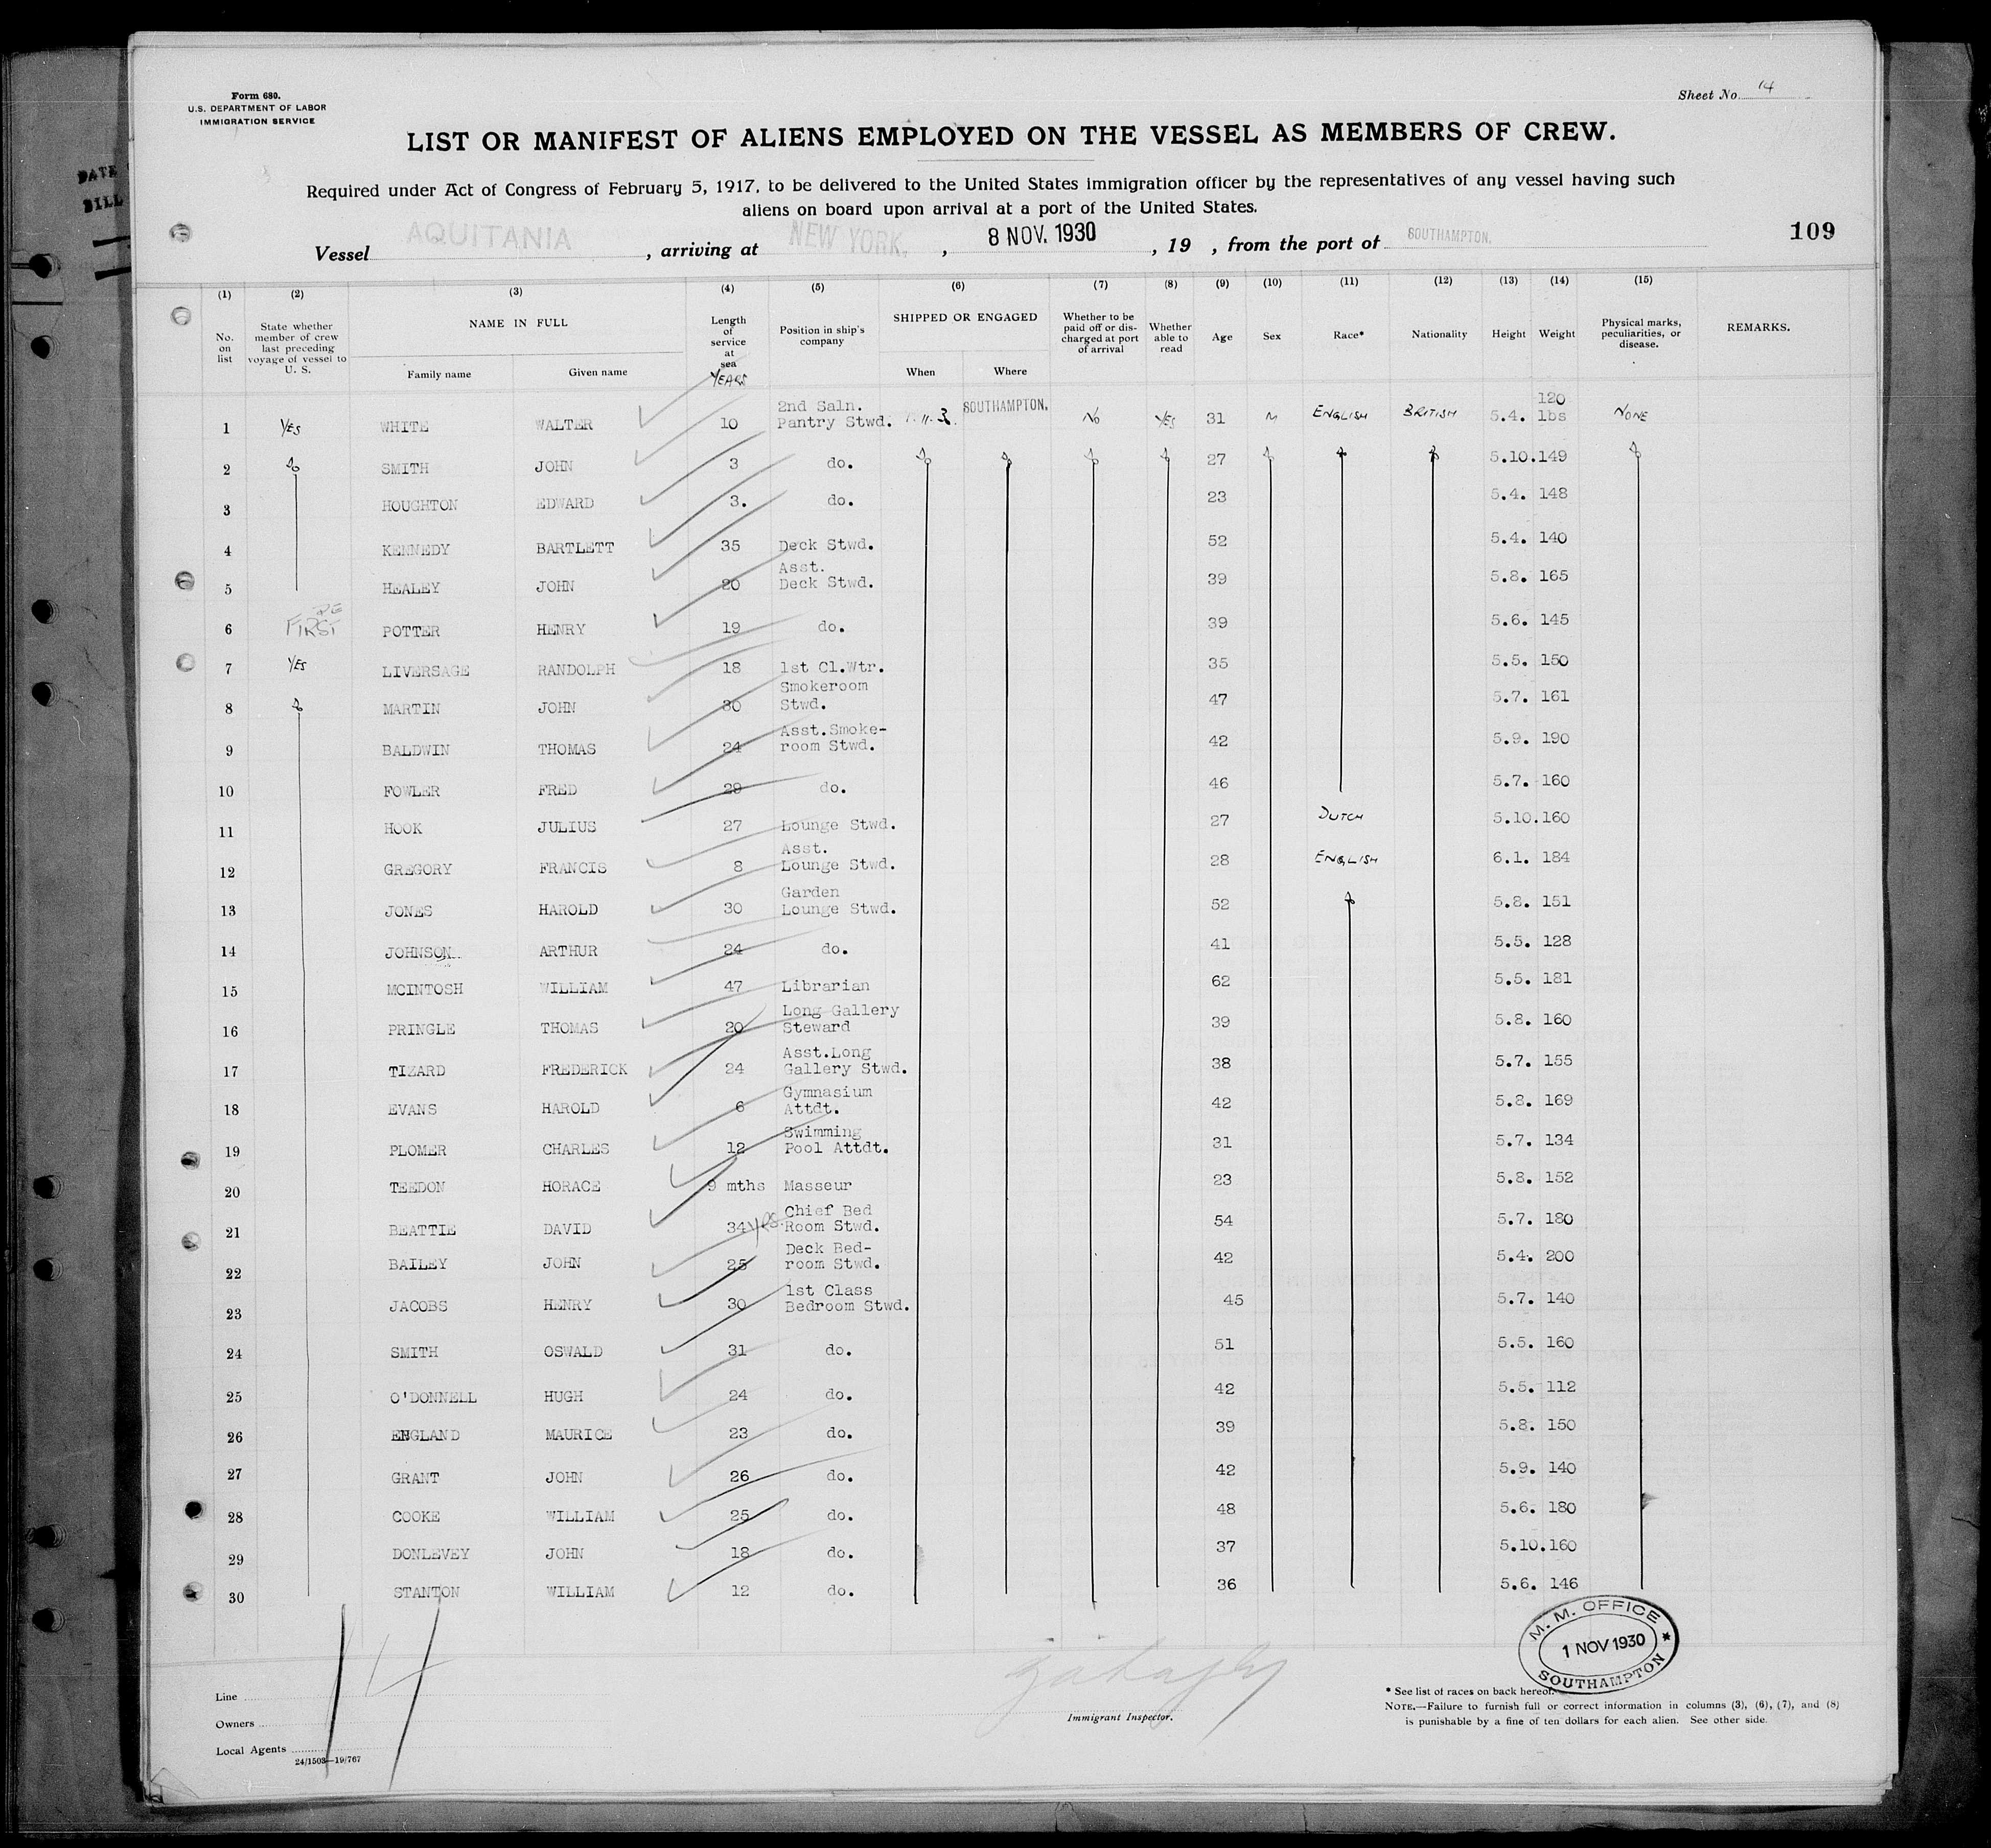 Form 680.
U.S. DEPARTMENT OF LABOR
IMMIGRATION SERVICE
Sheet No. 14
LIST OR MANIFEST OF ALIENS EMPLOYED ON THE VESSEL AS MEMBERS OF CREW.
Required under Act of Congress of February 5, 1917, to be delivered to the United States immigration officer by the representatives of any vessel having such
aliens on board upon arrival at a port of the United States.
Vessel AQUITANIA, arriving at NEW YORK, 8 NOV. 1930, 19 , from the port of SOUTHAMPTON. 109
DATE
BILL
(1) (2) (3) (4) (5) (6) (7) (8) (9) (10) (11) (12) (13) (14) (15)
No. on list
State whether member of crew last preceding voyage of vessel to U. S.
NAME IN FULL
Family name Given name
Length of service at sea YEARS
Position in ship's company
SHIPPED OR ENGAGED
When Where
Whether to be paid off or discharged at port of arrival
Whether able to read
Age Sex Race* Nationality Height Weight
Physical marks, peculiarities, or disease.
REMARKS.
1 YES WHITE WALTER 10 2nd Saln. Pantry Stwd. SOUTHAMPTON. NO YES 31 M ENGLISH BRITISH 5.4. 120 lbs NONE
2 do SMITH JOHN 3 do. do do do do 27 do do do 5.10. 149 do
3 HOUGHTON EDWARD 3. do. 23 5.4. 148
4 KENNEDY BARTLETT 35 Deck Stwd. 52 5.4. 140
5 HEALEY JOHN 20 Asst. Deck Stwd. 39 5.8. 165
6 FIRST POTTER HENRY 19 do. 39 5.6. 145
7 YES LIVERSAGE RANDOLPH 18 1st Cl.Wtr. 35 5.5. 150
8 do MARTIN JOHN 30 Smokeroom Stwd. 47 5.7. 161
9 BALDWIN THOMAS 24 Asst.Smoke-room Stwd. 42 5.9. 190
10 FOWLER FRED 29 do. 46 5.7. 160
11 HOOK JULIUS 27 Lounge Stwd. 27 DUTCH 5.10. 160
12 GREGORY FRANCIS 8 Asst. Lounge Stwd. 28 ENGLISH 6.1. 184
13 JONES HAROLD 30 Garden Lounge Stwd. 52 do 5.8. 151
14 JOHNSON ARTHUR 24 do. 41 5.5. 128
15 MCINTOSH WILLIAM 47 Librarian 62 5.5. 181
16 PRINGLE THOMAS 20 Long Gallery Steward 39 5.8. 160
17 TIZARD FREDERICK 24 Asst.Long Gallery Stwd. 38 5.7. 155
18 EVANS HAROLD 6 Gymnasium Attdt. 42 5.8. 169
19 PLOMER CHARLES 12 Swimming Pool Attdt. 31 5.7. 134
20 TEEDON HORACE 9 mths Masseur 23 5.8. 152
21 BEATTIE DAVID 34 yrs. Chief Bed Room Stwd. 54 5.7. 180
22 BAILEY JOHN 25 Deck Bed-room Stwd. 42 5.4. 200
23 JACOBS HENRY 30 1st Class Bedroom Stwd. 45 5.7. 140
24 SMITH OSWALD 31 do. 51 5.5. 160
25 O'DONNELL HUGH 24 do. 42 5.5. 112
26 ENGLAND MAURICE 23 do. 39 5.8. 150
27 GRANT JOHN 26 do. 42 5.9. 140
28 COOKE WILLIAM 25 do. 48 5.6. 180
29 DONLEVEY JOHN 18 do. 37 5.10. 160
30 STANTON WILLIAM 12 do. 36 5.6. 146
M. M. OFFICE
1 NOV 1930
SOUTHAMPTON
14
Line
Owners
Local Agents
24/1503—19/767
Immigrant Inspector.
* See list of races on back hereof.
NOTE.—Failure to furnish full or correct information in columns (3), (6), (7), and (8)
is punishable by a fine of ten dollars for each alien. See other side.